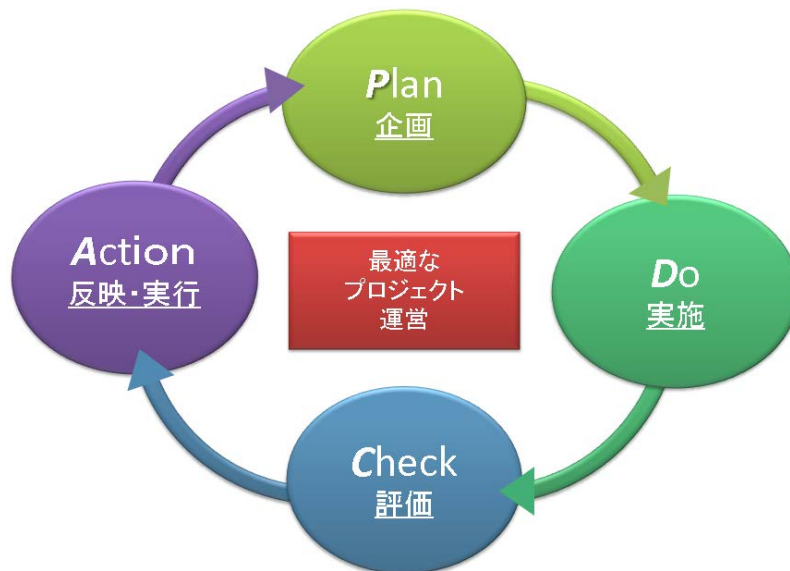 Plan
企画
Do
実施
Check
評価
Action
反映・実行
最適な
プロジェクト
運営